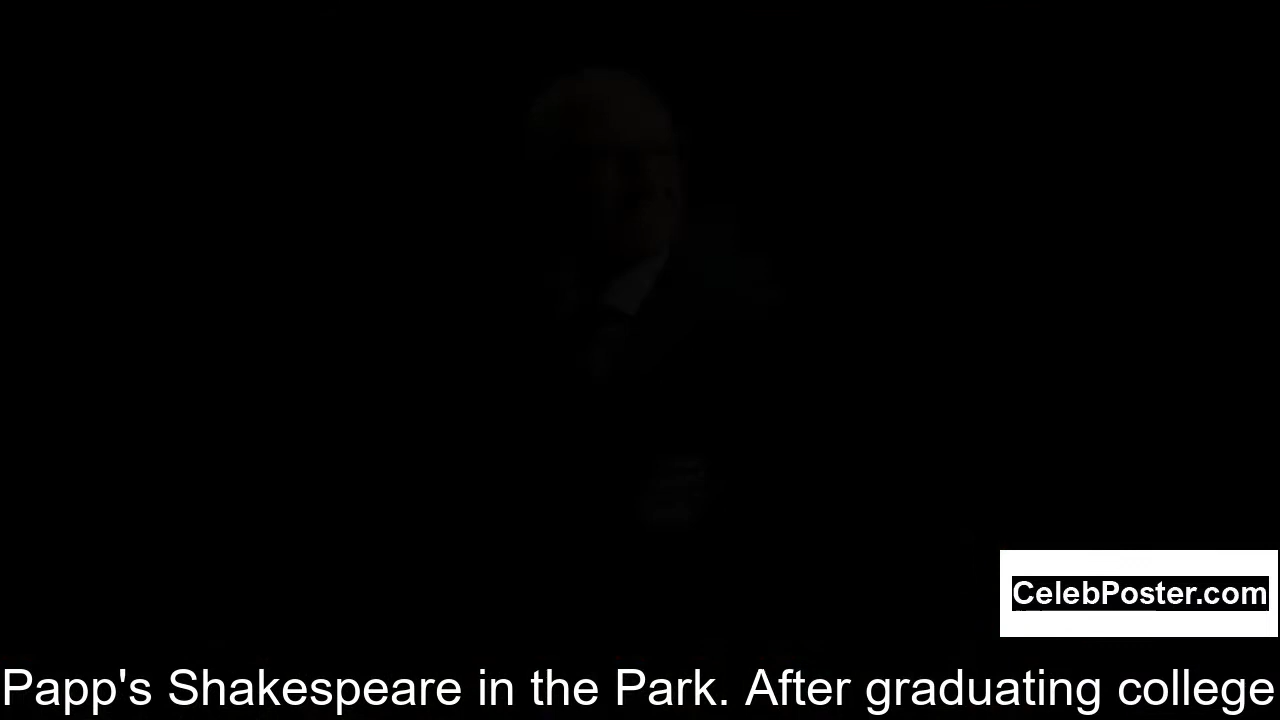 CelebPoster.com
Papp's Shakespeare in the Park. After graduating college